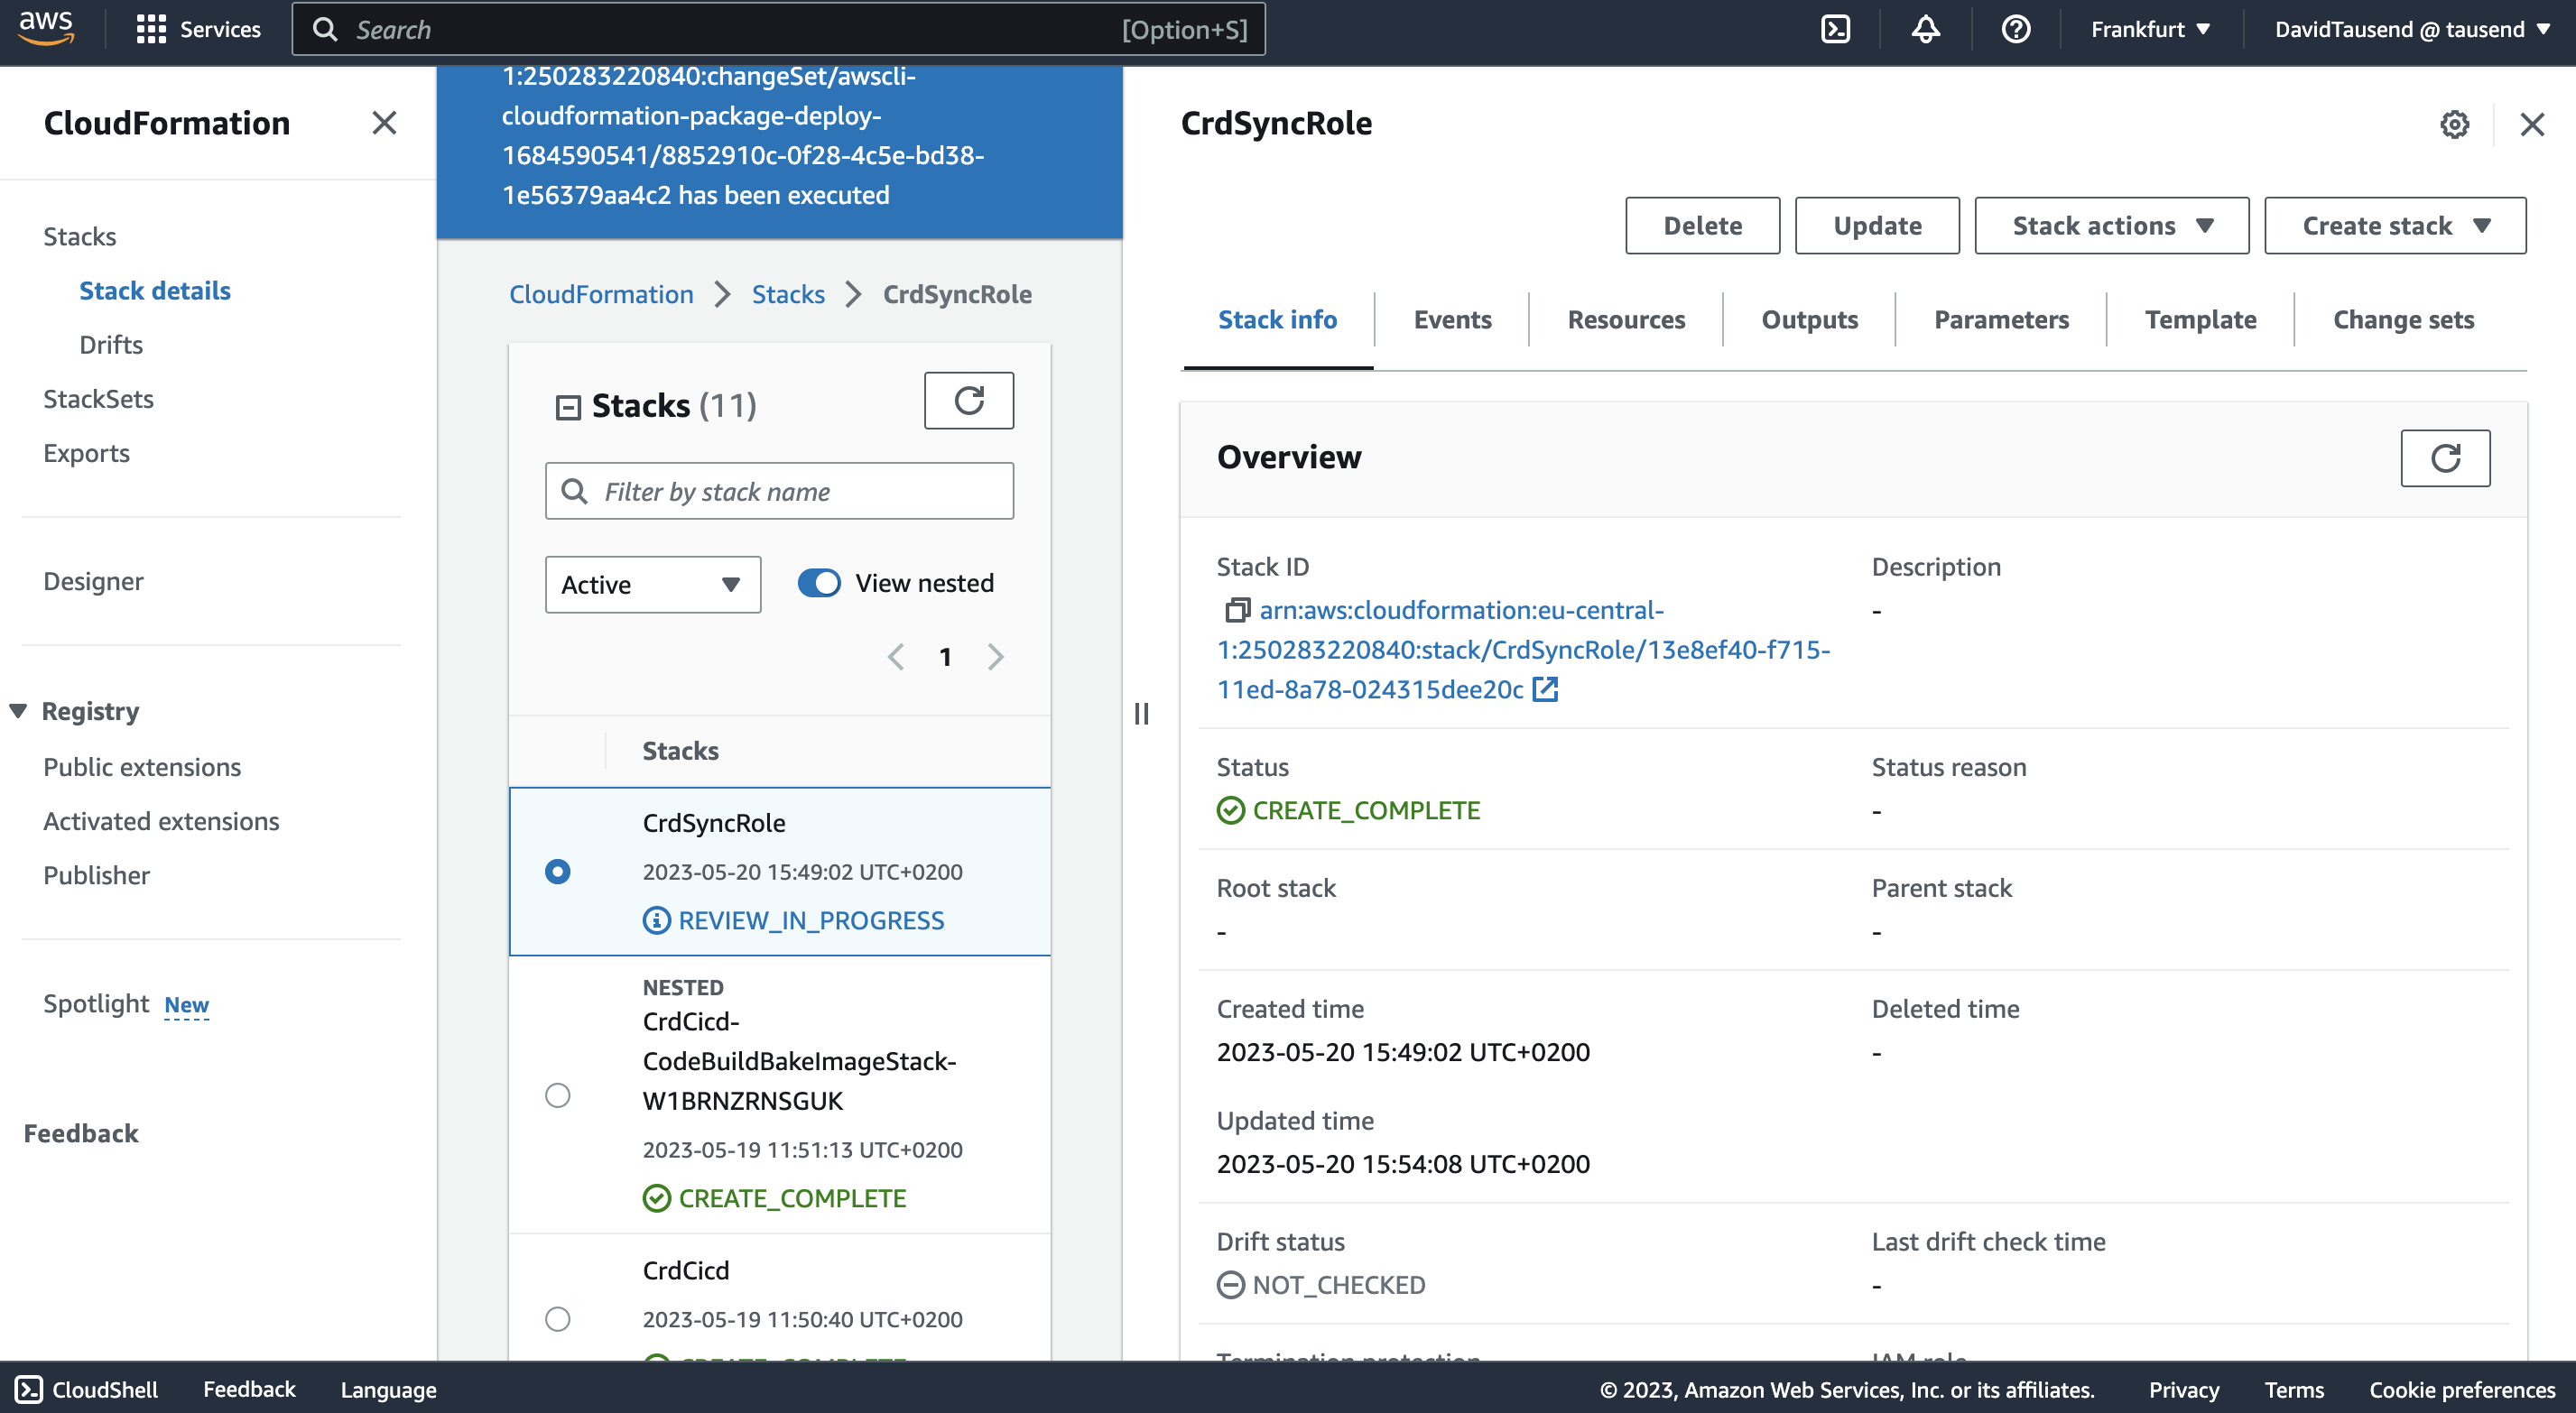 aws
Services
Search
[Option+S]
Frankfurt
DavidTausend @ tausend
CloudFormation
Stacks
Stack details
Drifts
StackSets
Exports
Designer
Registry
Public extensions
Activated extensions
Publisher
Spotlight New
Feedback
1:250283220840:changeSet/awscli-
cloudformation-package-deploy-
1684590541/8852910c-0f28-4c5e-bd38-
1e56379aa4c2 has been executed
CloudFormation > Stacks > CrdSyncRole
Stacks (11)
Filter by stack name
Active
View nested
1
Stacks
CrdSyncRole
2023-05-20 15:49:02 UTC+0200
REVIEW_IN_PROGRESS
NESTED
CrdCicd-
CodeBuildBakeImageStack-
W1BRNZRNSGUK
2023-05-19 11:51:13 UTC+0200
CREATE_COMPLETE
CrdCicd
2023-05-19 11:50:40 UTC+0200
CREATE_COMPLETE
CrdSyncRole
Delete
Update
Stack actions
Create stack
Stack info
Events
Resources
Outputs
Parameters
Template
Change sets
Overview
Stack ID
arn:aws:cloudformation:eu-central-
1:250283220840:stack/CrdSyncRole/13e8ef40-f715-
11ed-8a78-024315dee20c
Description
-
Status
CREATE_COMPLETE
Status reason
-
Root stack
-
Parent stack
-
Created time
2023-05-20 15:49:02 UTC+0200
Deleted time
-
Updated time
2023-05-20 15:54:08 UTC+0200
Drift status
NOT_CHECKED
Last drift check time
-
Termination protection
IAM role
CloudShell
Feedback
Language
© 2023, Amazon Web Services, Inc. or its affiliates.
Privacy
Terms
Cookie preferences